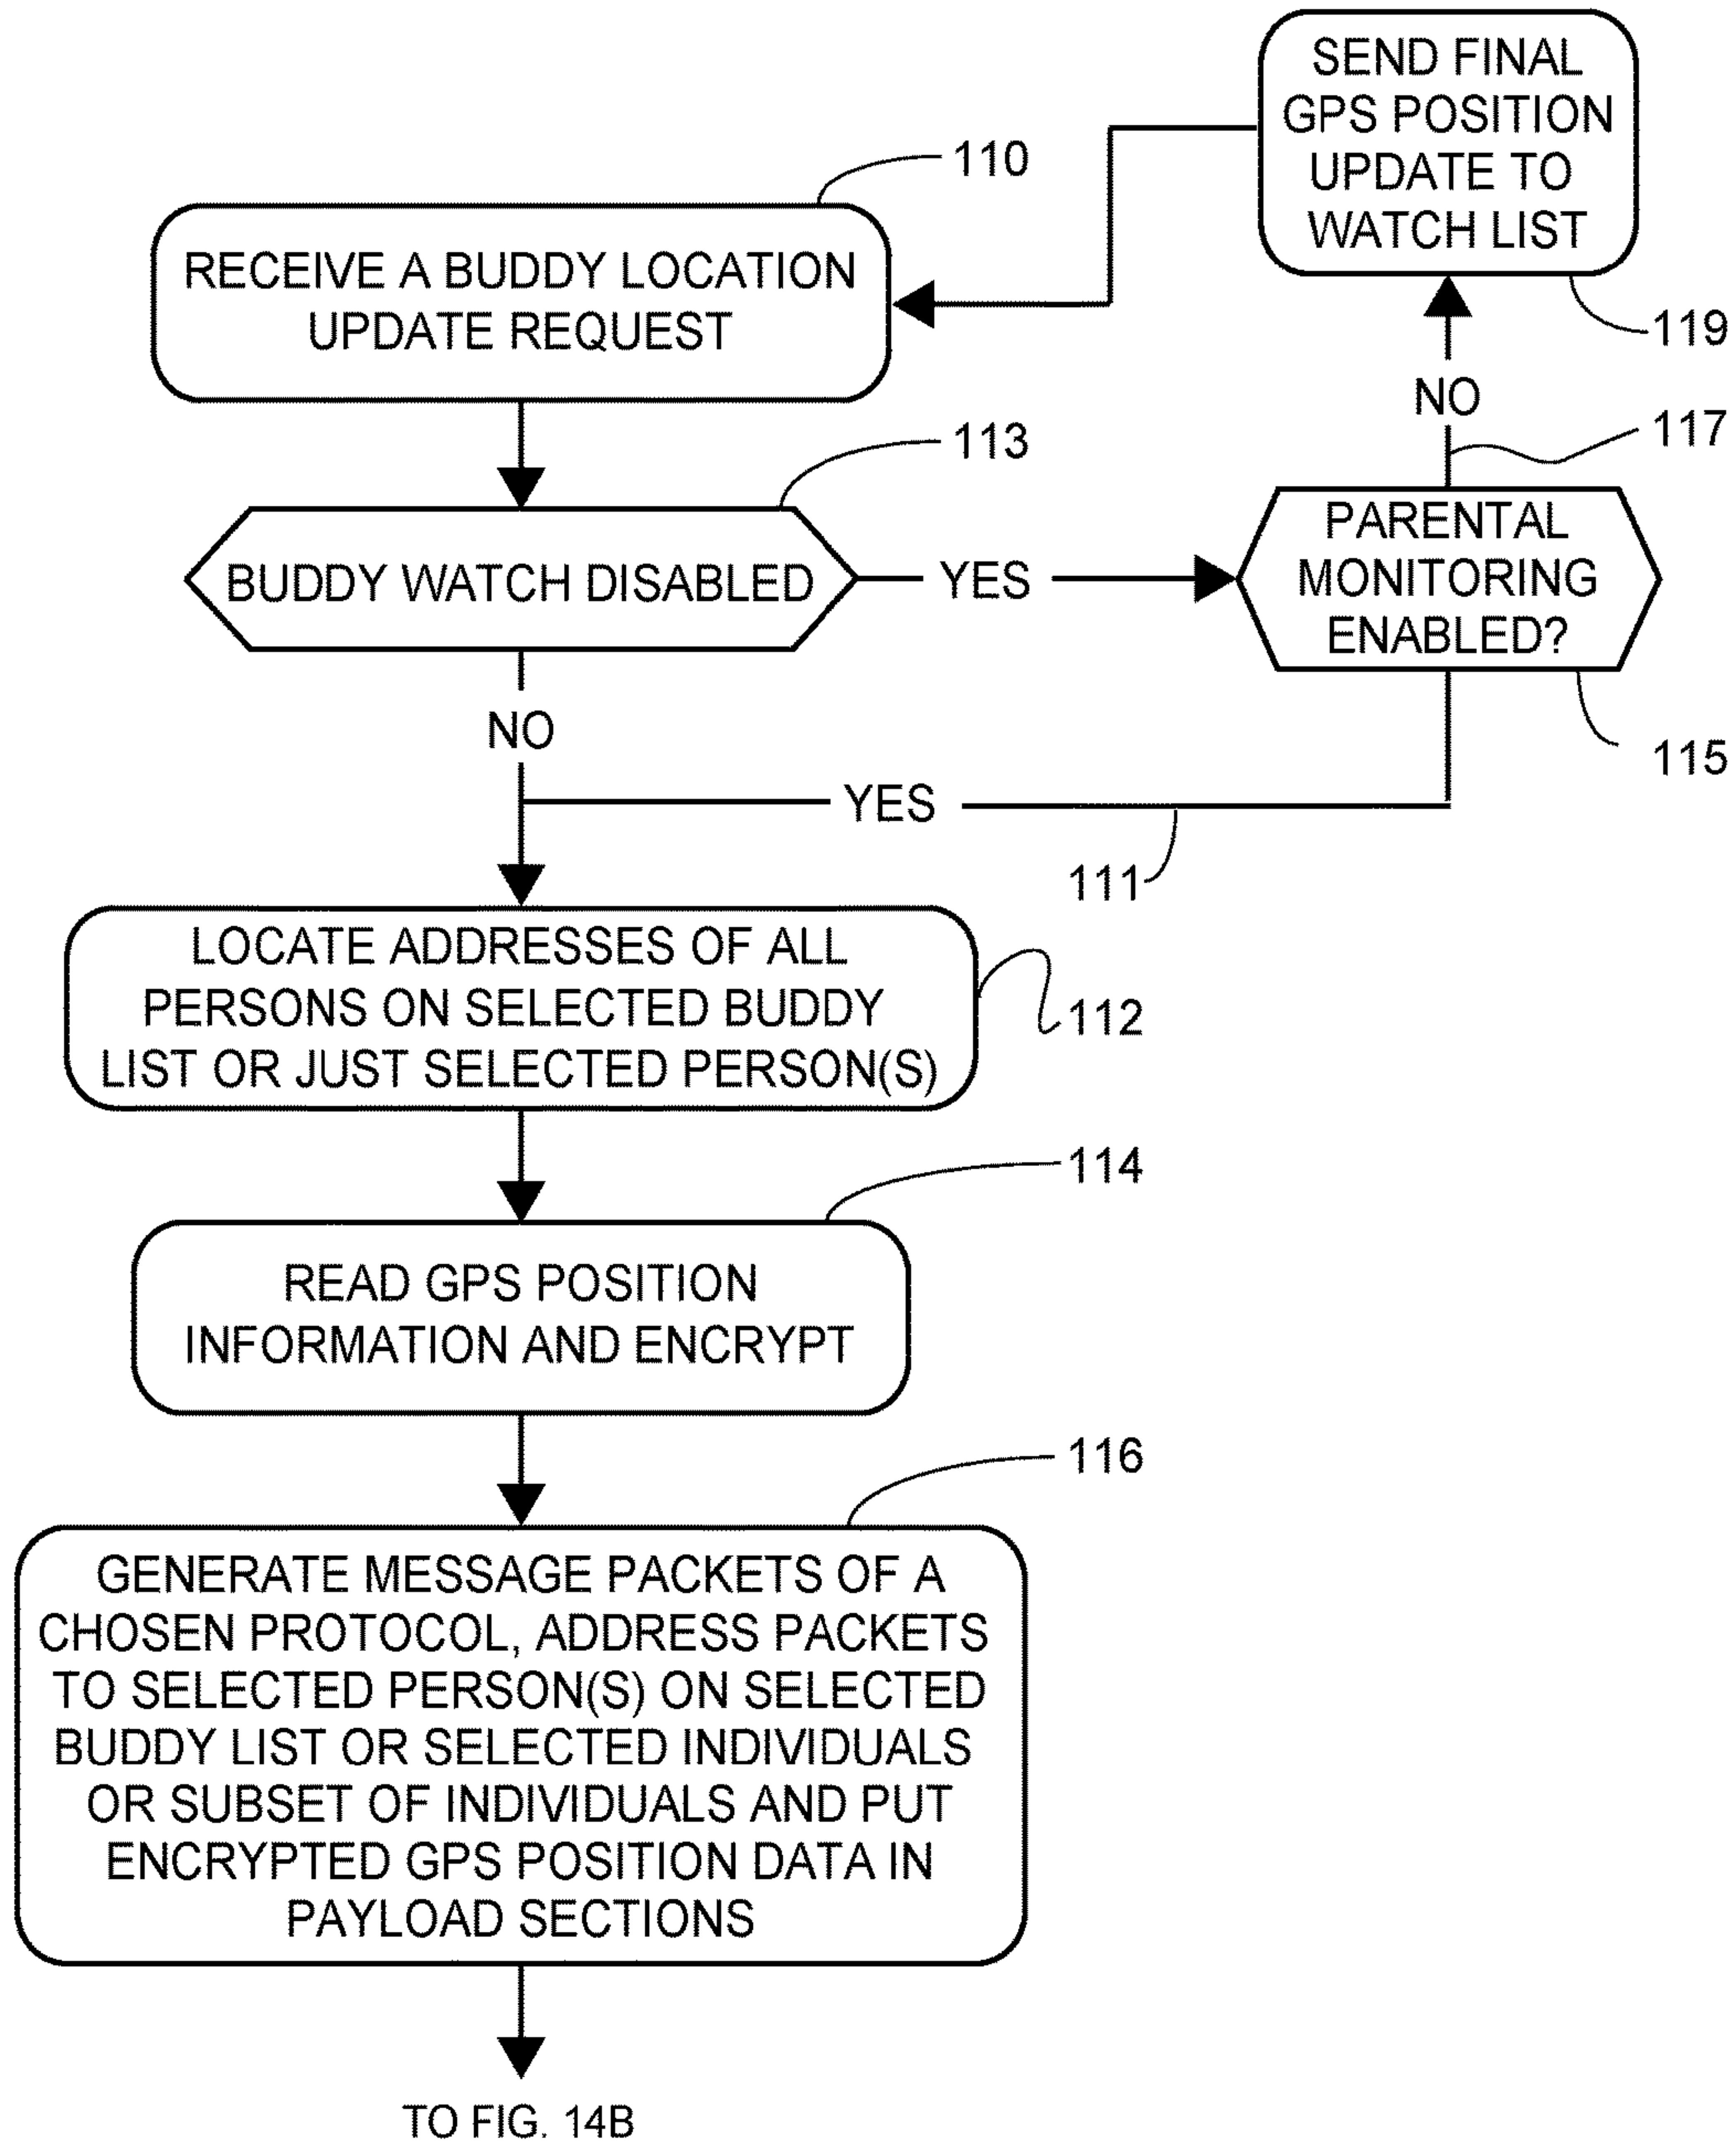 SEND FINAL
GPS POSITION
UPDATE TO
WATCH LIST
119
110
RECEIVE A BUDDY LOCATION
UPDATE REQUEST
NO
117
113
BUDDY WATCH DISABLED
YES
PARENTAL
MONITORING
ENABLED?
115
NO
YES
111
LOCATE ADDRESSES OF ALL
PERSONS ON SELECTED BUDDY
LIST OR JUST SELECTED PERSON(S)
112
114
READ GPS POSITION
INFORMATION AND ENCRYPT
116
GENERATE MESSAGE PACKETS OF A
CHOSEN PROTOCOL, ADDRESS PACKETS
TO SELECTED PERSON(S) ON SELECTED
BUDDY LIST OR SELECTED INDIVIDUALS
OR SUBSET OF INDIVIDUALS AND PUT
ENCRYPTED GPS POSITION DATA IN
PAYLOAD SECTIONS
TO FIG. 14B